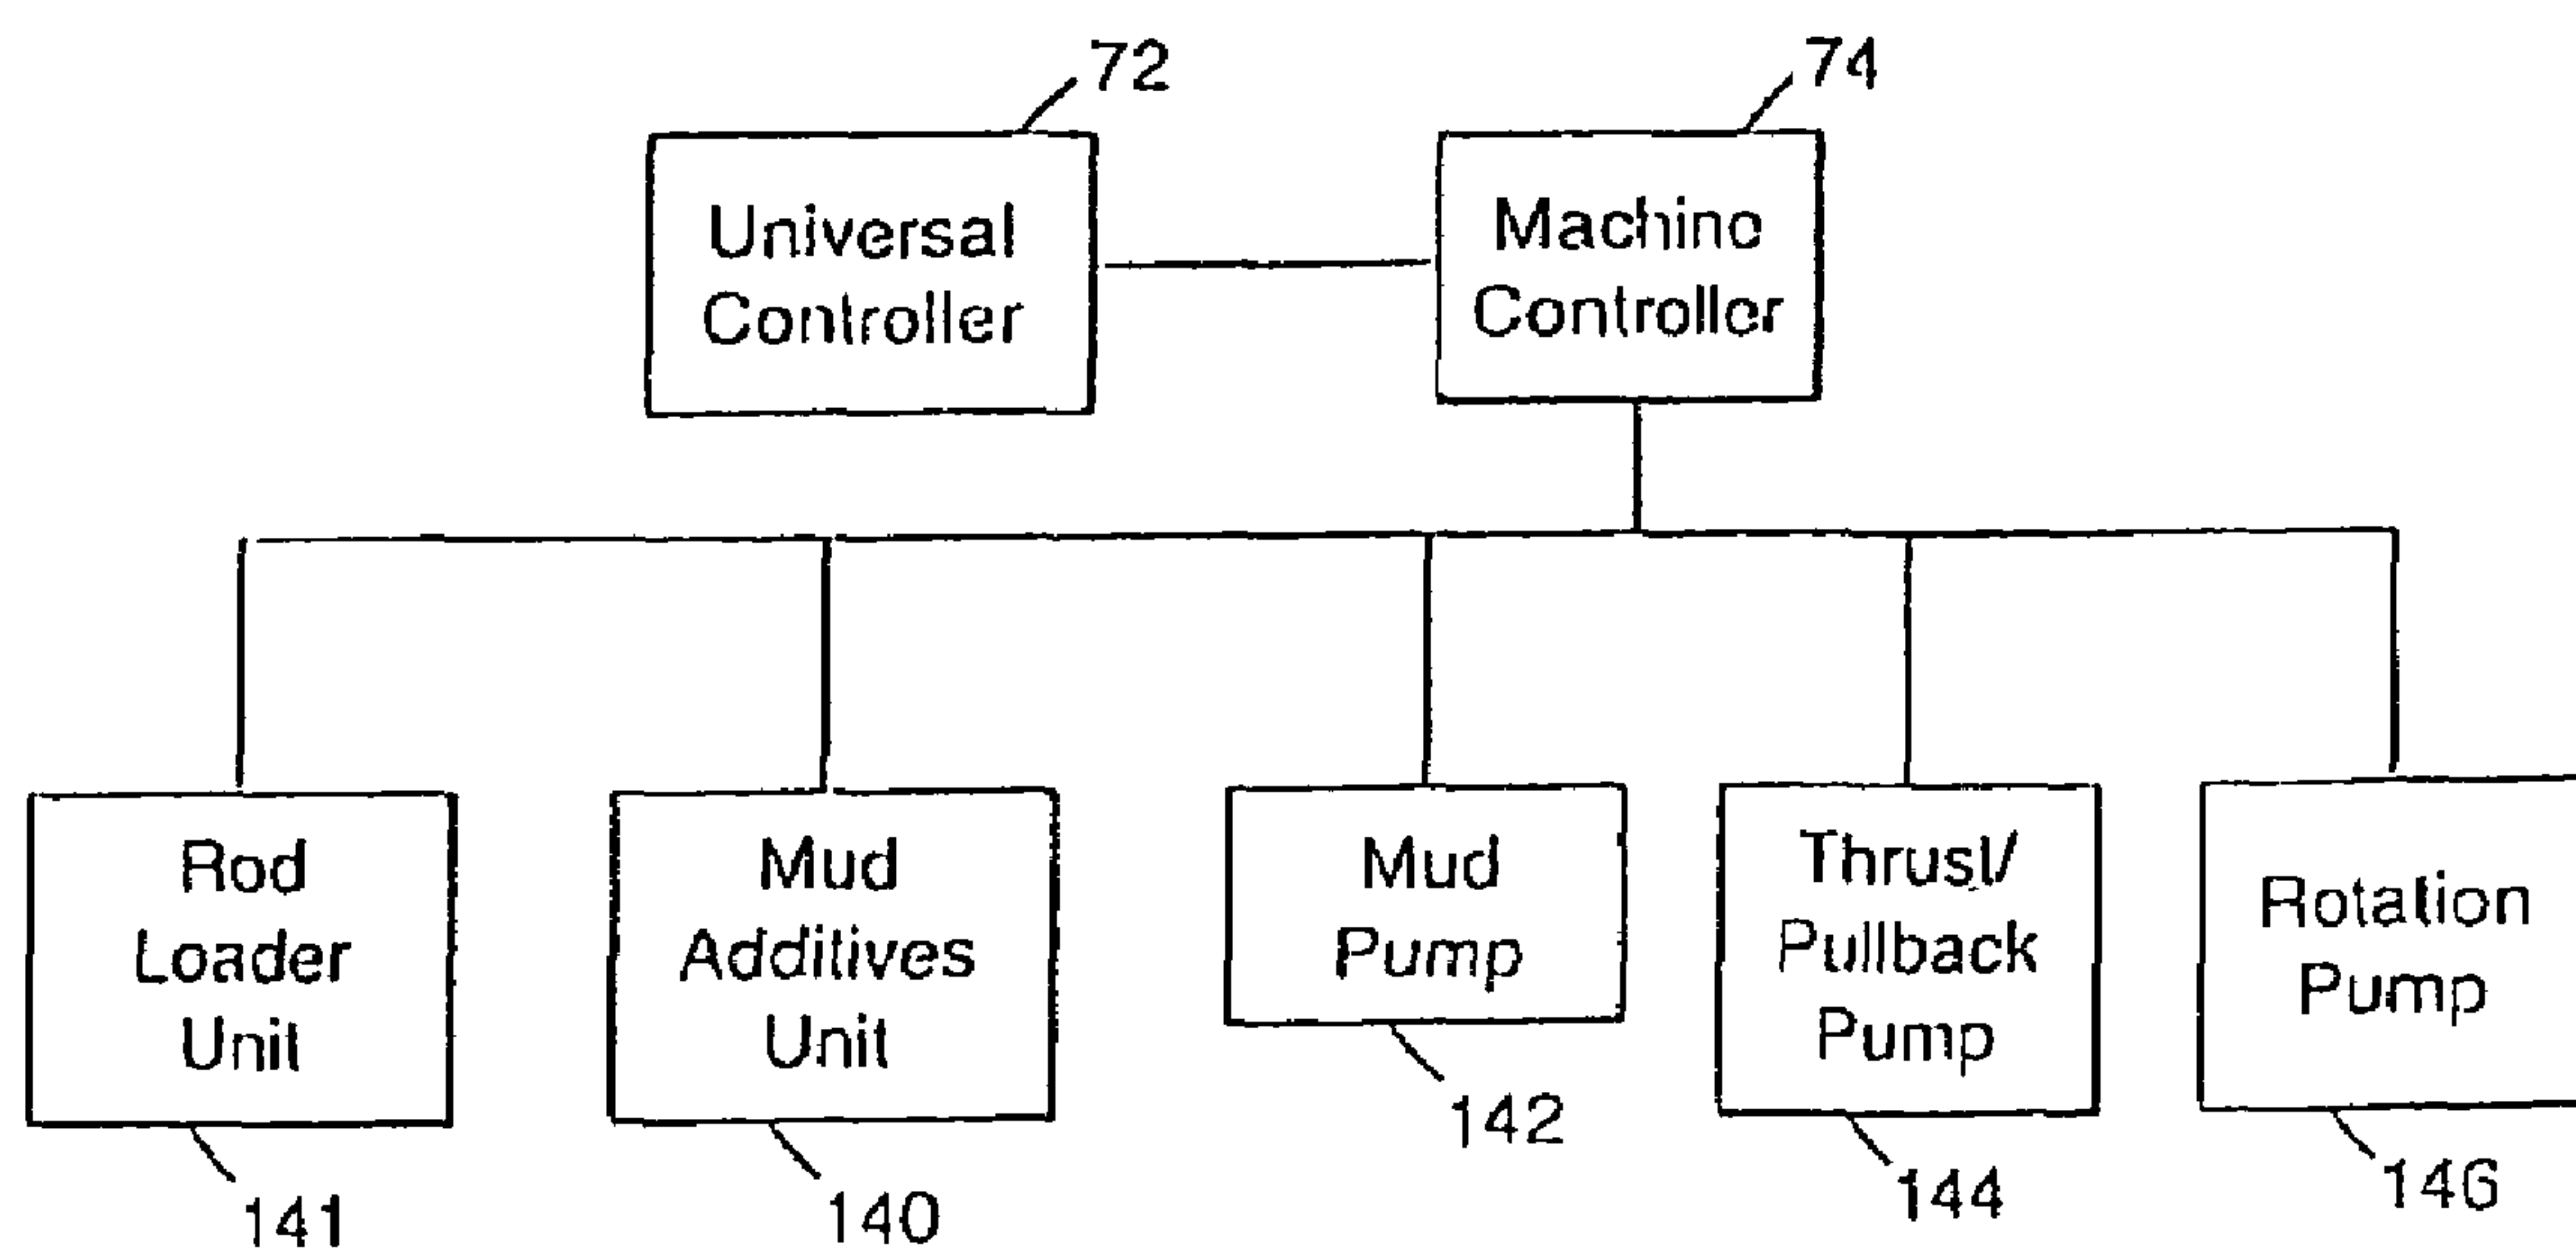 72
74
Universal
Controller
Machine
Controller
Rod
Loader
Unit
Mud
Additives
Unit
Mud
Pump
Thrust/
Pullback
Pump
Rotation
Pump
141
140
142
144
146